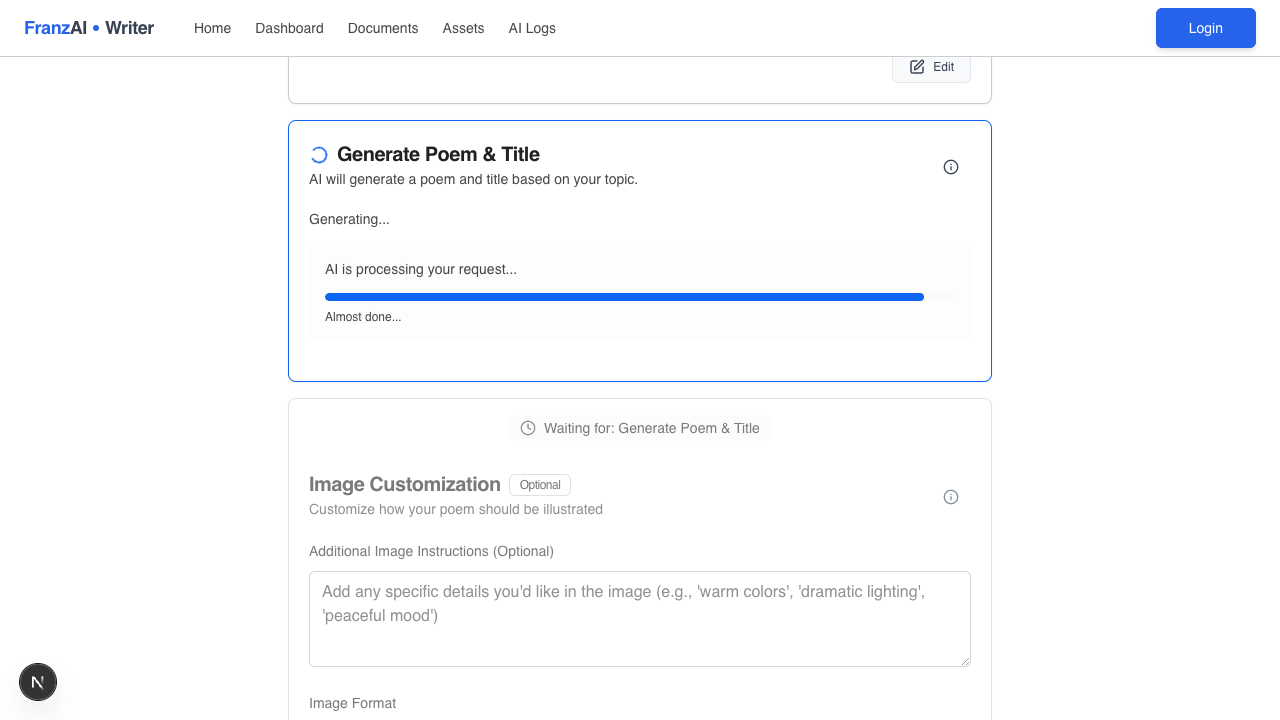 FranzAI • Writer Home Dashboard Documents Assets AI Logs Login
Edit
Generate Poem & Title
AI will generate a poem and title based on your topic.
Generating...
AI is processing your request...
Almost done...
Waiting for: Generate Poem & Title
Image Customization Optional
Customize how your poem should be illustrated
Additional Image Instructions (Optional)
Add any specific details you'd like in the image (e.g., 'warm colors', 'dramatic lighting',
'peaceful mood')
N
Image Format